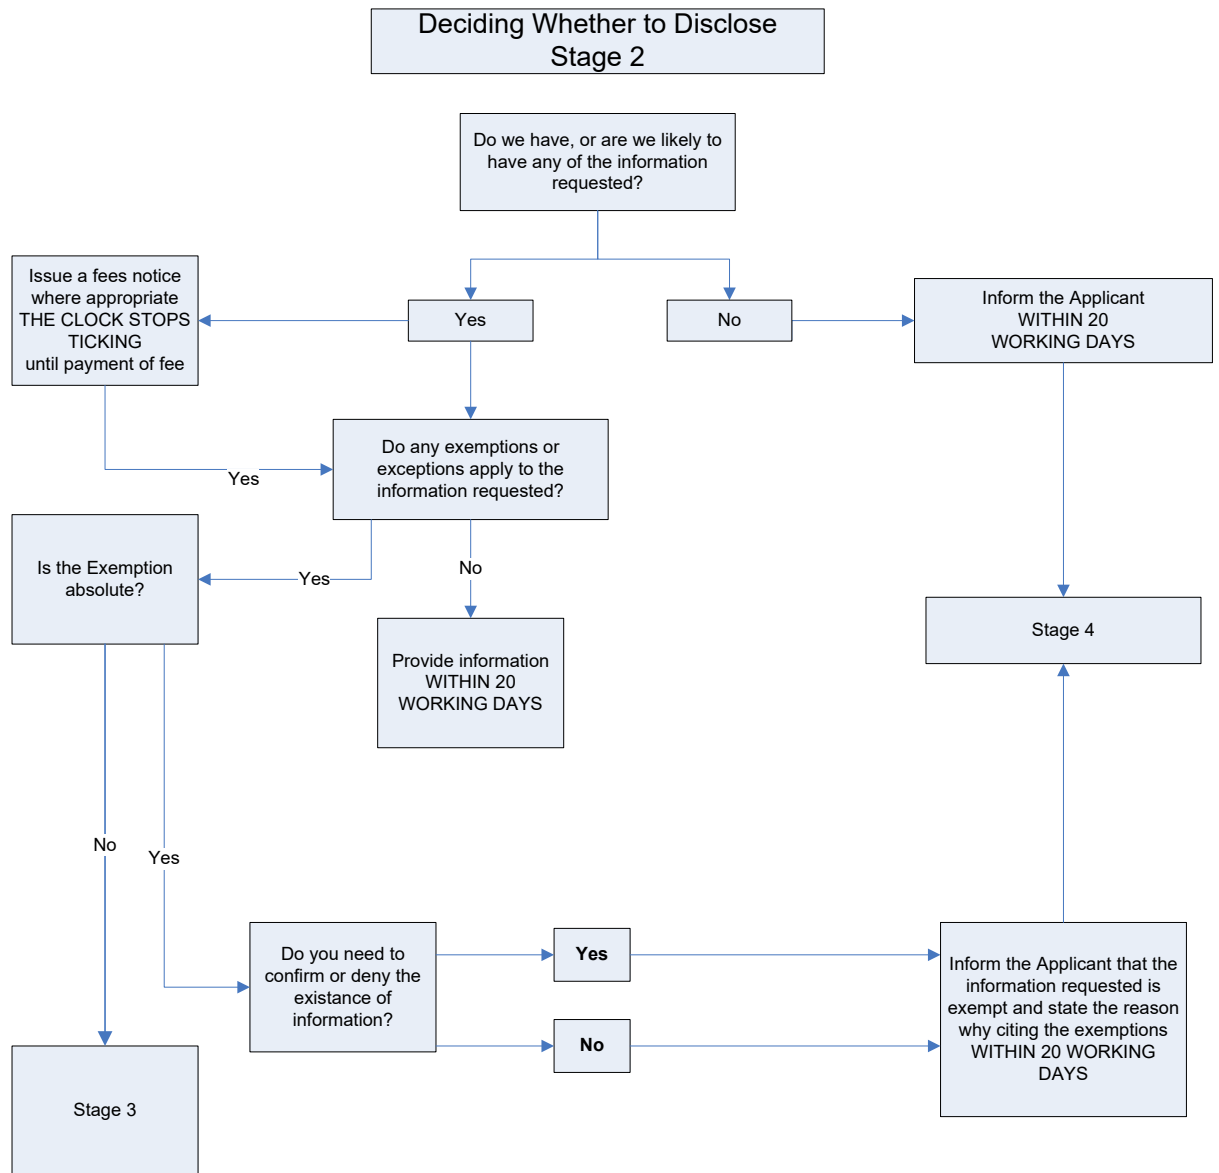 Deciding Whether to Disclose
Stage 2
Do we have, or are we likely to
have any of the information
requested?
Issue a fees notice
where appropriate
THE CLOCK STOPS
TICKING
until payment of fee
Yes
No
Inform the Applicant
WITHIN 20
WORKING DAYS
Do any exemptions or
exceptions apply to the
information requested?
Yes
Is the Exemption
absolute?
Yes
No
Provide information
WITHIN 20
WORKING DAYS
Stage 4
No
Yes
Do you need to
confirm or deny the
existance of
information?
Yes
No
Inform the Applicant that the
information requested is
exempt and state the reason
why citing the exemptions
WITHIN 20 WORKING
DAYS
Stage 3